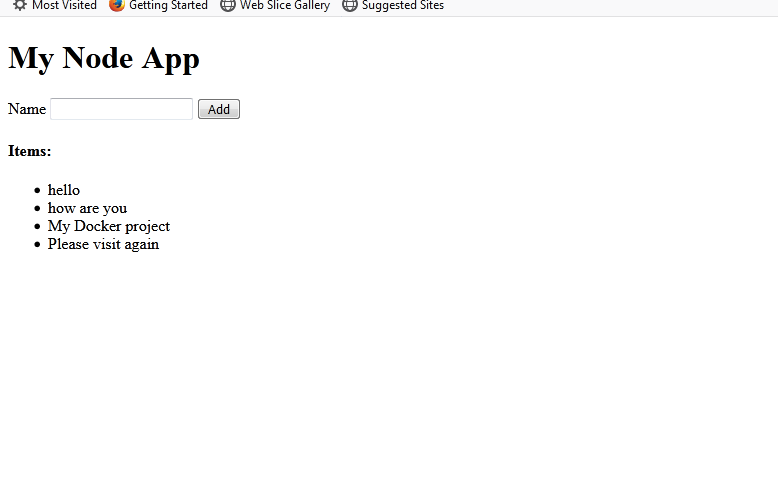 Most Visited Getting Started Web Slice Gallery Suggested Sites
My Node App
Name Add
Items:
hello
how are you
My Docker project
Please visit again